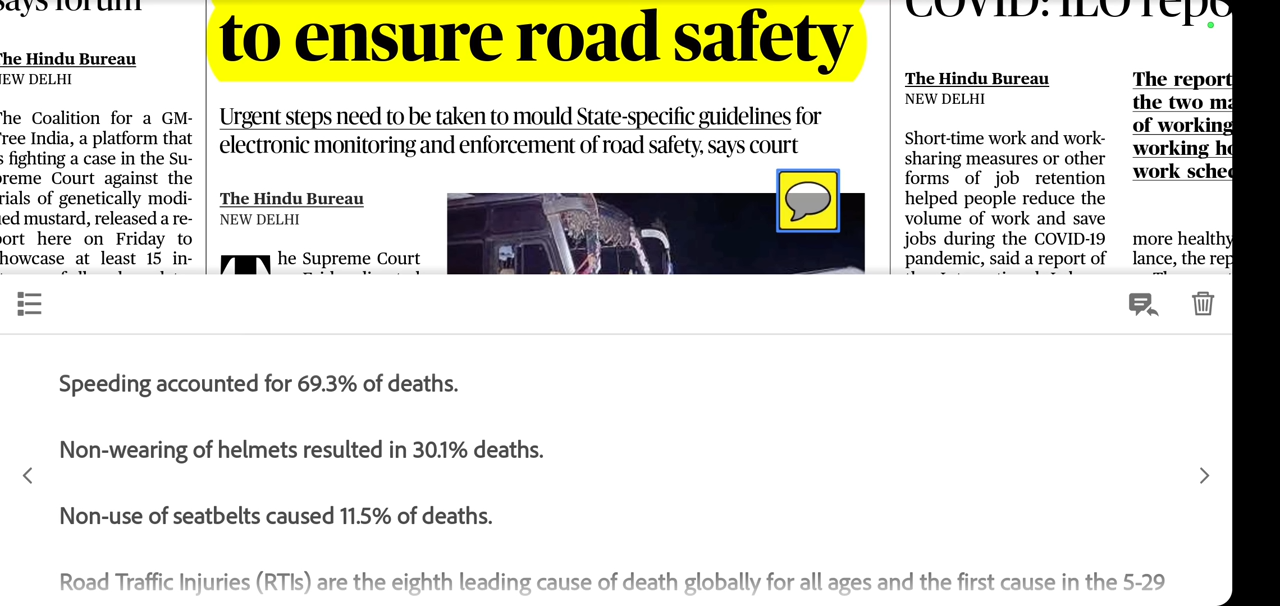 says forum
The Hindu Bureau
NEW DELHI
The Coalition for a GM-
Free India, a platform that
is fighting a case in the Su-
preme Court against the
trials of genetically modi-
ed mustard, released a re-
port here on Friday to
showcase at least 15 in-
to ensure road safety
Urgent steps need to be taken to mould State-specific guidelines for
electronic monitoring and enforcement of road safety, says court
The Hindu Bureau
NEW DELHI
The Supreme Court
COVID: ILO repo
The Hindu Bureau
NEW DELHI
Short-time work and work-
sharing measures or other
forms of job retention
helped people reduce the
volume of work and save
jobs during the COVID-19
pandemic, said a report of
The report
the two ma
of working
working ho
work sched
more healthy
lance, the rep
Speeding accounted for 69.3% of deaths.
Non-wearing of helmets resulted in 30.1% deaths.
Non-use of seatbelts caused 11.5% of deaths.
Road Traffic Injuries (RTIs) are the eighth leading cause of death globally for all ages and the first cause in the 5-29